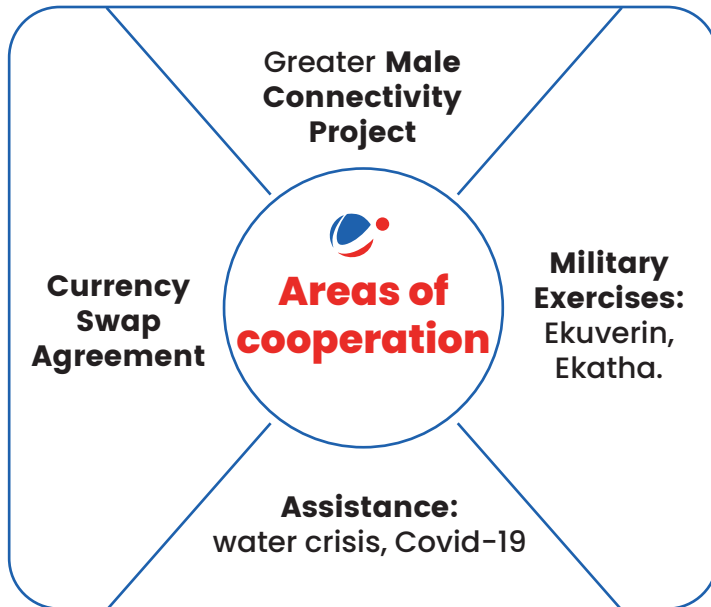 Greater Male
Connectivity
Project
Areas of
cooperation
Currency
Swap
Agreement
Military
Exercises:
Ekuverin,
Ekatha.
Assistance:
water crisis, Covid-19